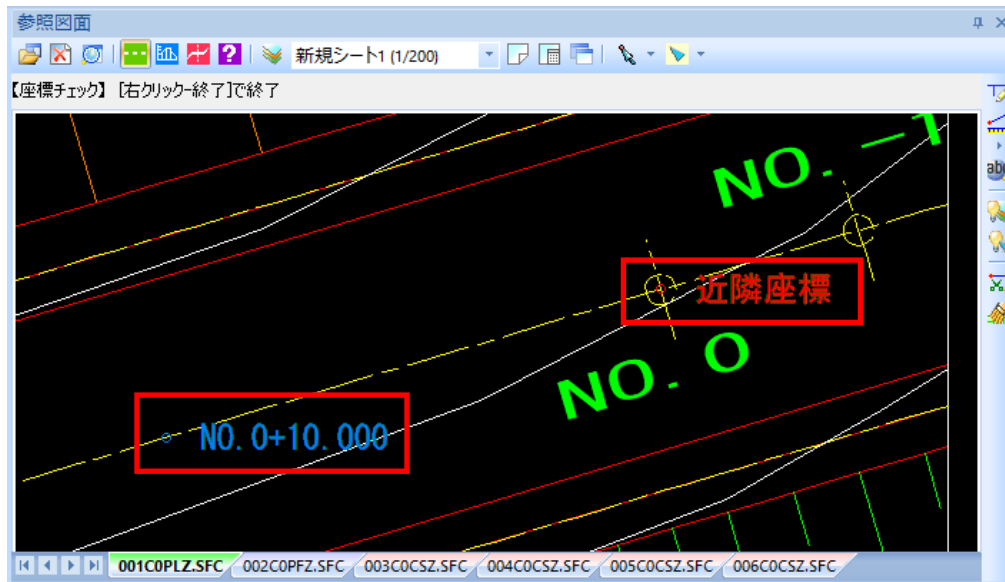 参照図面
新規シート1 (1/200)
【座標チェック】 [右クリック-終了]で終了
NO. -1
近隣座標
NO. 0
NO. 0+10. 000
001C0PLZ.SFC 002C0PFZ.SFC 003C0CSZ.SFC 004C0CSZ.SFC 005C0CSZ.SFC 006C0CSZ.SFC